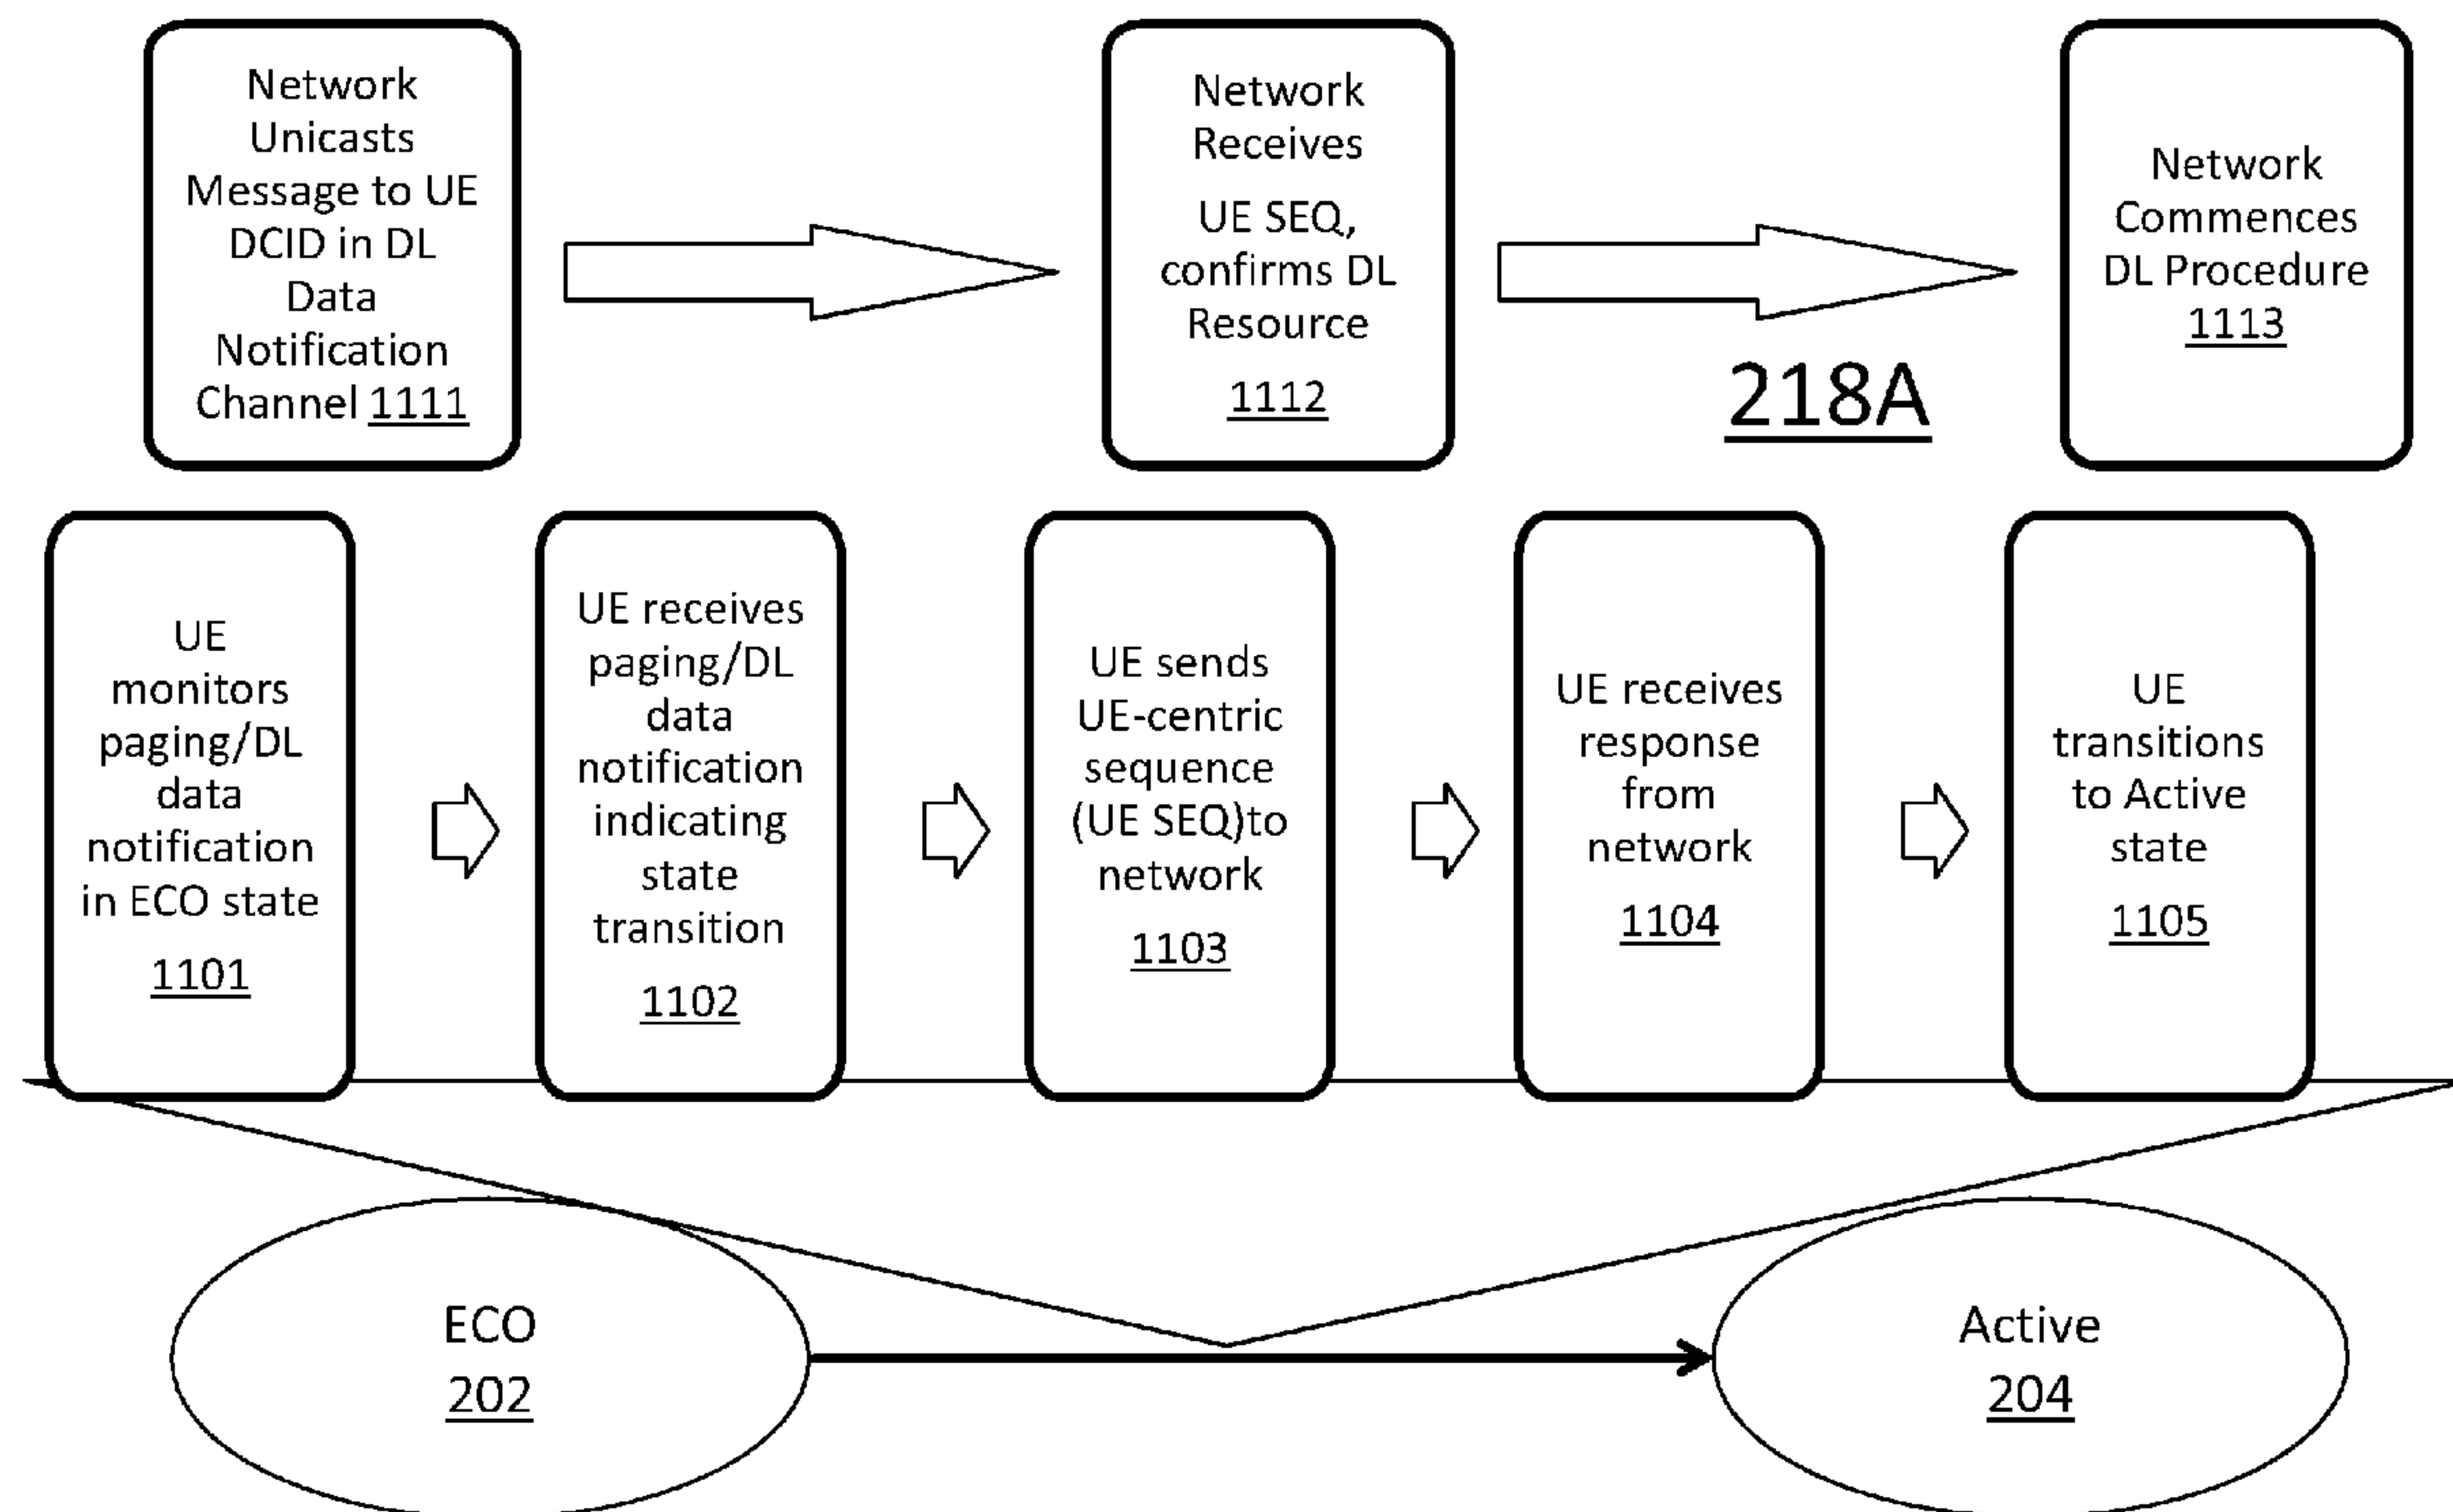 Network
Unicasts
Message to UE
DCID in DL
Data
Notification
Channel 1111
Network
Receives
UE SEQ,
confirms DL
Resource
1112
Network
Commences
DL Procedure
1113
218A
UE
monitors
paging/DL
data
notification
in ECO state
1101
UE receives
paging/DL
data
notification
indicating
state
transition
1102
UE sends
UE-centric
sequence
(UE SEQ)to
network
1103
UE receives
response
from
network
1104
UE
transitions
to Active
state
1105
ECO
202
Active
204